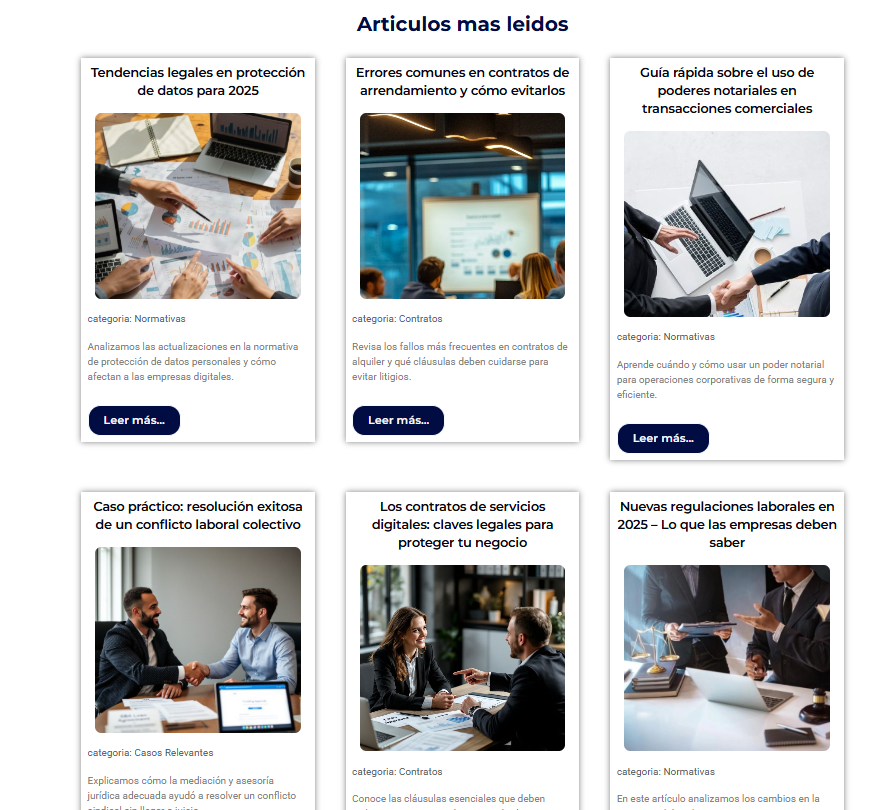 Articulos mas leidos
Tendencias legales en protección
de datos para 2025
categoria: Normativas
Analizamos las actualizaciones en la normativa
de protección de datos personales y cómo
afectan a las empresas digitales.
Leer más...
Errores comunes en contratos de
arrendamiento y cómo evitarlos
categoria: Contratos
Revisa los fallos más frecuentes en contratos de
alquiler y qué cláusulas deben cuidarse para
evitar litigios.
Leer más...
Guía rápida sobre el uso de
poderes notariales en
transacciones comerciales
categoria: Normativas
Aprende cuándo y cómo usar un poder notarial
para operaciones corporativas de forma segura y
eficiente.
Leer más...
Caso práctico: resolución exitosa
de un conflicto laboral colectivo
categoria: Casos Relevantes
Explicamos cómo la mediación y asesoría
jurídica adecuada ayudó a resolver un conflicto
Los contratos de servicios
digitales: claves legales para
proteger tu negocio
categoria: Contratos
Conoce las cláusulas esenciales que deben
Nuevas regulaciones laborales en
2025 – Lo que las empresas deben
saber
categoria: Normativas
En este artículo analizamos los cambios en la